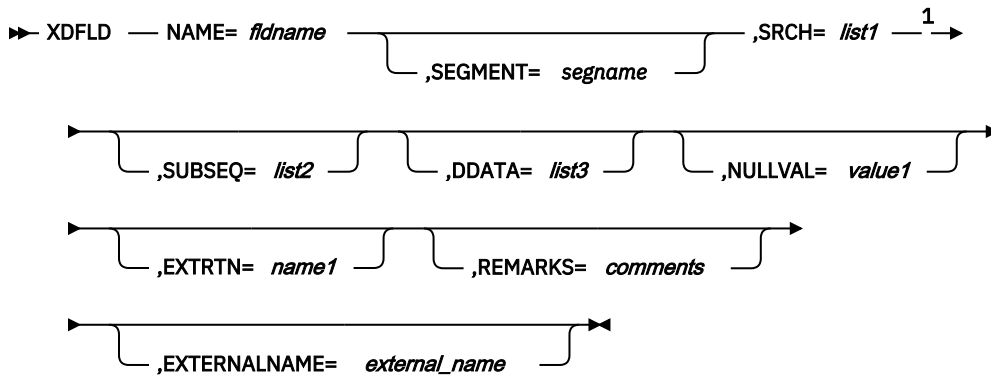 XDFLD NAME= fldname ,SRCH= list1 1
,SEGMENT= segname
,SUBSEQ= list2 ,DDATA= list3 ,NULLVAL= value1
,EXTRTN= name1 ,REMARKS= comments
,EXTERNALNAME= external_name